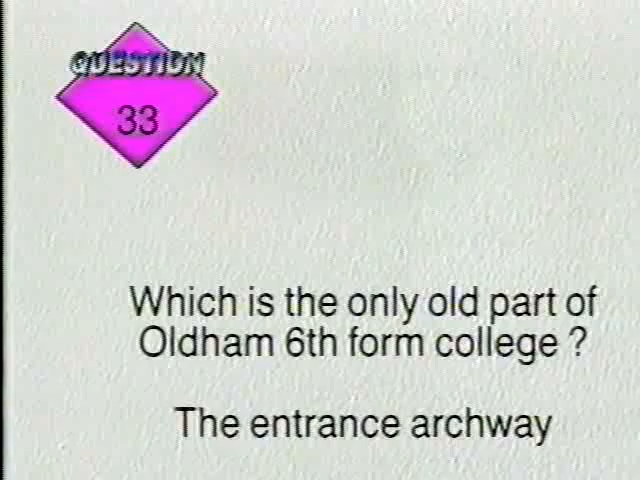 QUESTION
33
Which is the only old part of
Oldham 6th form college ?
The entrance archway